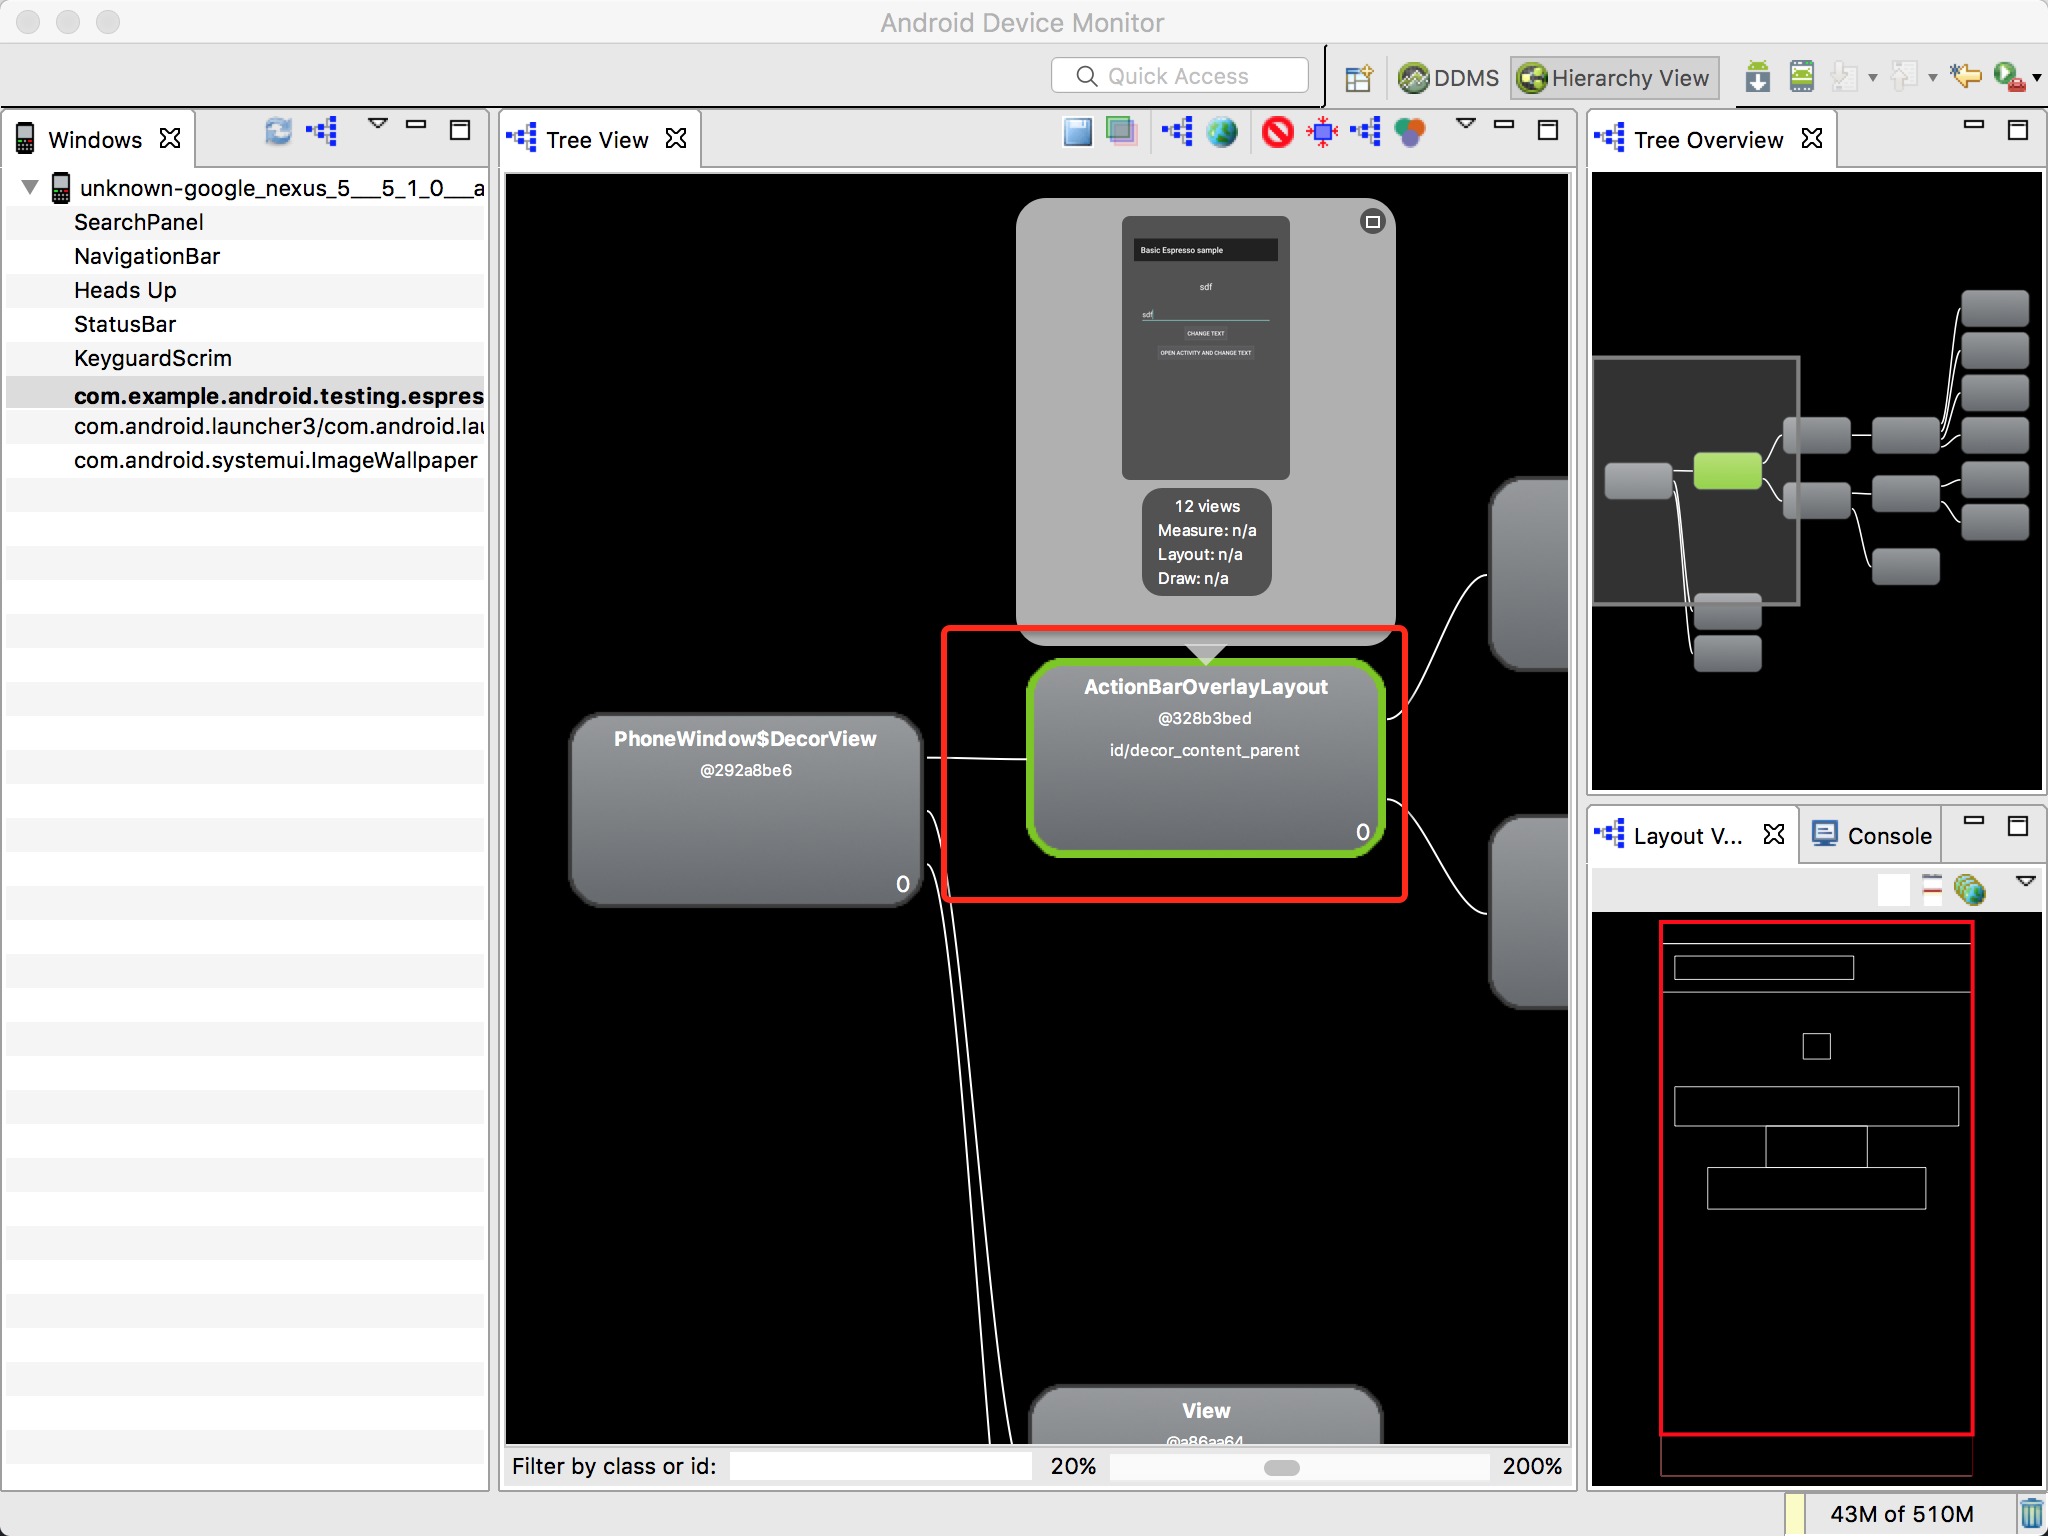 Android Device Monitor
Quick Access
DDMS
Hierarchy View
Windows
unknown-google_nexus_5___5_1_0___a
SearchPanel
NavigationBar
Heads Up
StatusBar
KeyguardScrim
com.example.android.testing.espres
com.android.launcher3/com.android.lau
com.android.systemui.ImageWallpaper
Tree View
Basic Espresso sample
sdf
sdf
CHANGE TEXT
OPEN ACTIVITY AND CHANGE TEXT
12 views
Measure: n/a
Layout: n/a
Draw: n/a
PhoneWindow$DecorView
@292a8be6
0
ActionBarOverlayLayout
@328b3bed
id/decor_content_parent
0
View
@a86aa64
Filter by class or id:
20%
200%
Tree Overview
Layout V...
Console
43M of 510M